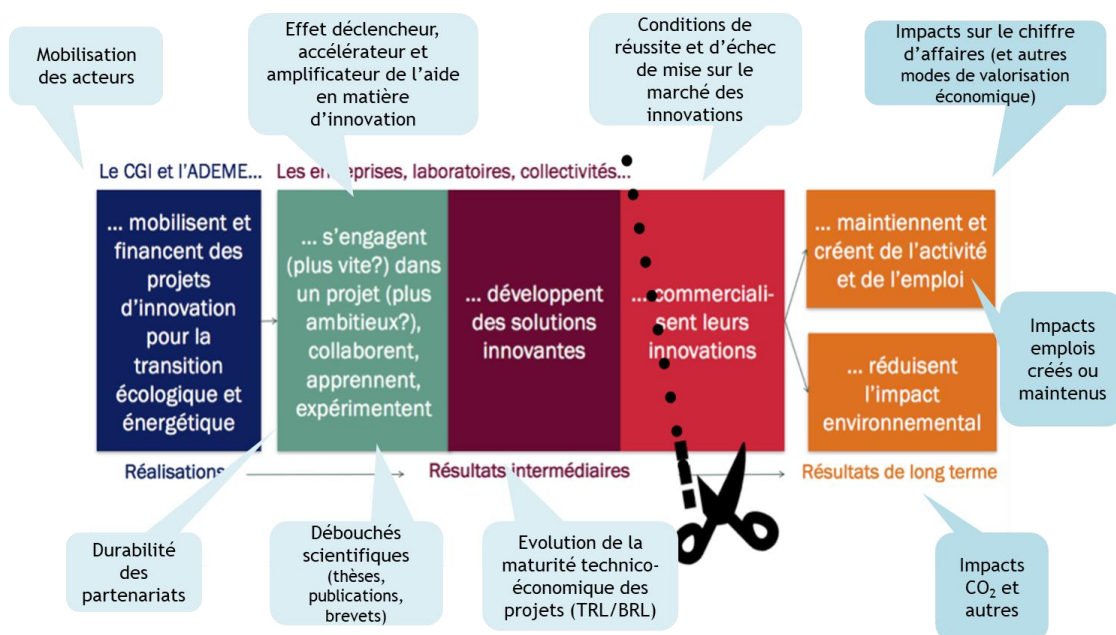 Mobilisation
des acteurs
Effet déclencheur,
accélérateur et
amplificateur de l'aide
en matière
d'innovation
Conditions de
réussite et d'échec
de mise sur le
marché des
innovations
Impacts sur le chiffre
d'affaires (et autres
modes de valorisation
économique)
Le CGI et l'ADEME...
Les entreprises, laboratoires, collectivités...
... mobilisent et
financent des
projets
d'innovation
pour la
transition
écologique et
énergétique
... s'engagent
(plus vite?) dans
un projet (plus
ambitieux?),
collaborent,
apprennent,
expérimentent
... développent
des solutions
innovantes
... commerciali-
sent leurs
innovations
... maintiennent et
créent de l'activité
et de l'emploi
... réduisent
l'impact
environnemental
Impacts
emplois
créés ou
maintenus
Réalisations
Résultats intermédiaires
Résultats de long terme
Durabilité
des
partenariats
Débouchés
scientifiques
(thèses,
publications,
brevets)
Evolution de la
maturité technico-
économique des
projets (TRL/BRL)
Impacts
CO₂ et
autres